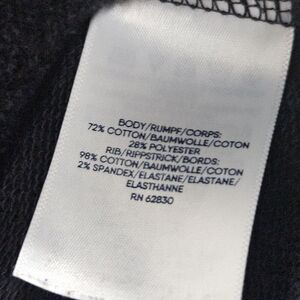 BODY/RUMPF/CORPS:
72% COTTON/BAUMWOLLE/COTON
28% POLYESTER
RIB/RIPPSTRICK/BORDS:
98% COTTON/BAUMWOLLE/COTON
2% SPANDEX/ELASTANE/ELASTANE/
ELASTHANNE
RN 62830